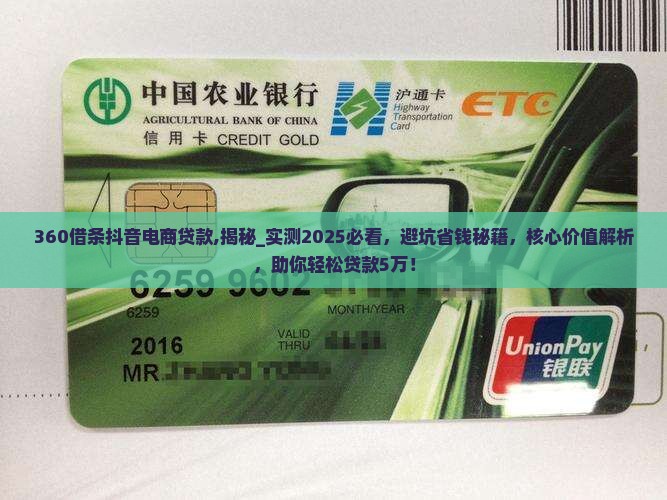 中国农业银行
AGRICULTURAL BANK OF CHINA
信用卡 CREDIT GOLD
沪通卡
Highway
Transportation
Card
ETC
360借条抖音电商贷款,揭秘_实测2025必看，避坑省钱秘籍，核心价值解析
，助你轻松贷款5万！
6259
MONTH/YEAR
VALID
THRU
2016
MR.
UnionPay
银联